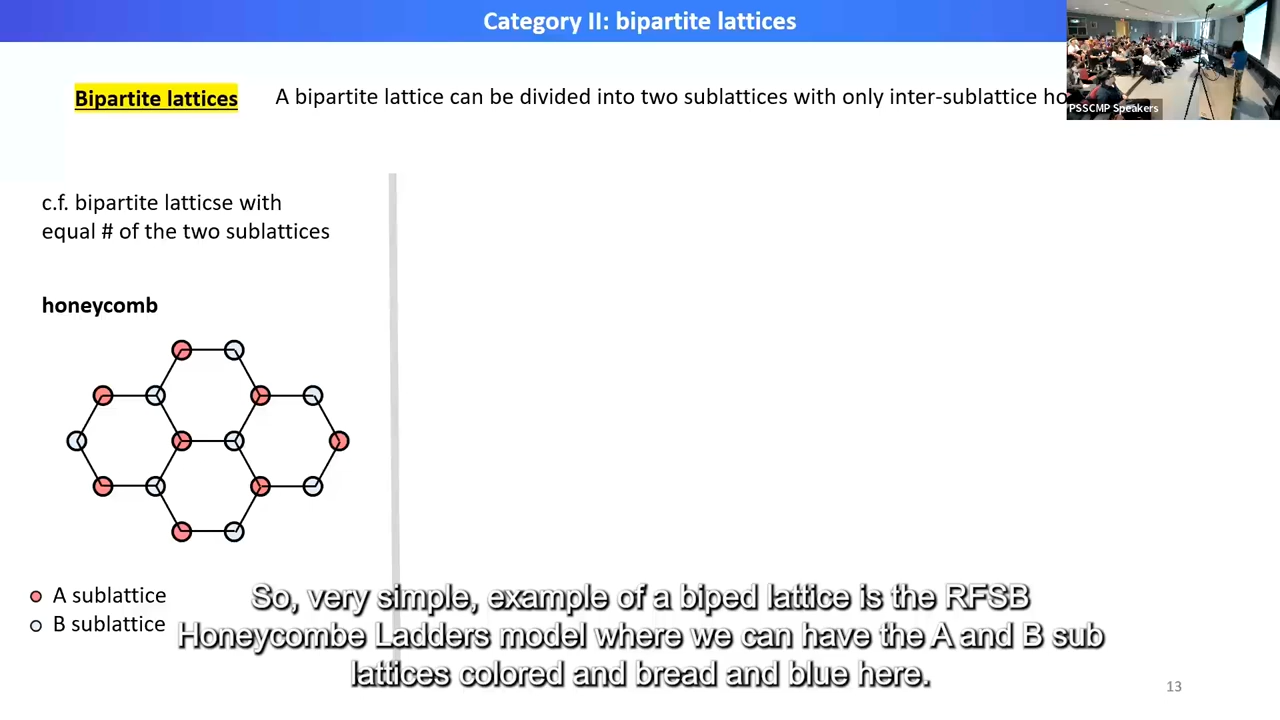 Category II: bipartite lattices
Bipartite lattices
A bipartite lattice can be divided into two sublattices with only inter-sublattice ho
PSSCMP Speakers
c.f. bipartite latticse with
equal # of the two sublattices
honeycomb
A sublattice
B sublattice
So, very simple, example of a biped lattice is the RFSB
Honeycombe Ladders model where we can have the A and B sub
lattices colored and bread and blue here.
13